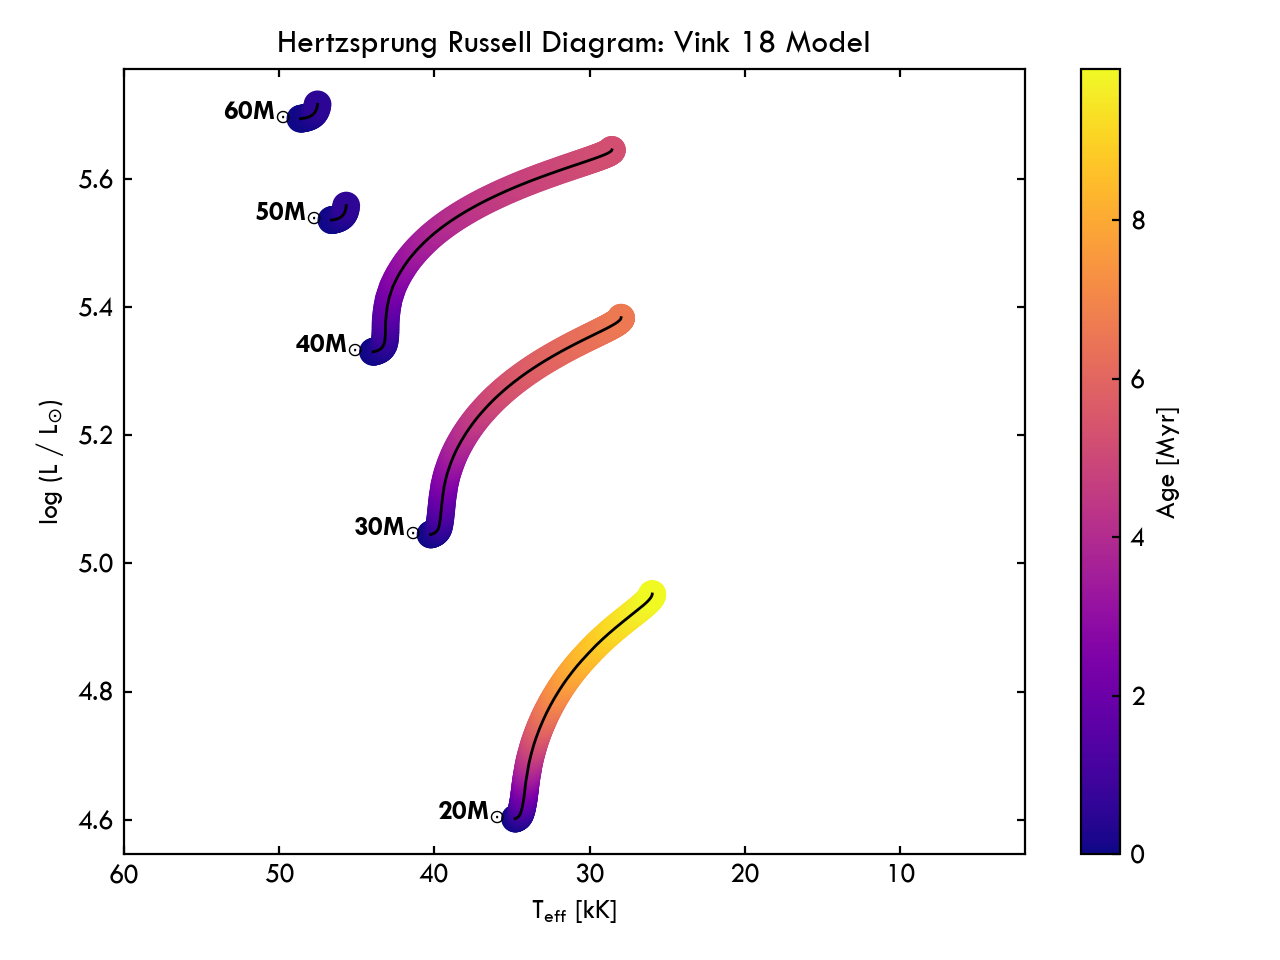 Hertzsprung Russell Diagram: Vink 18 Model
60M⊙
50M⊙
40M⊙
30M⊙
20M⊙
5.6
5.4
5.2
5.0
4.8
4.6
log (L / L⊙)
60
50
40
30
20
10
T_eff [kK]
8
6
4
2
0
Age [Myr]